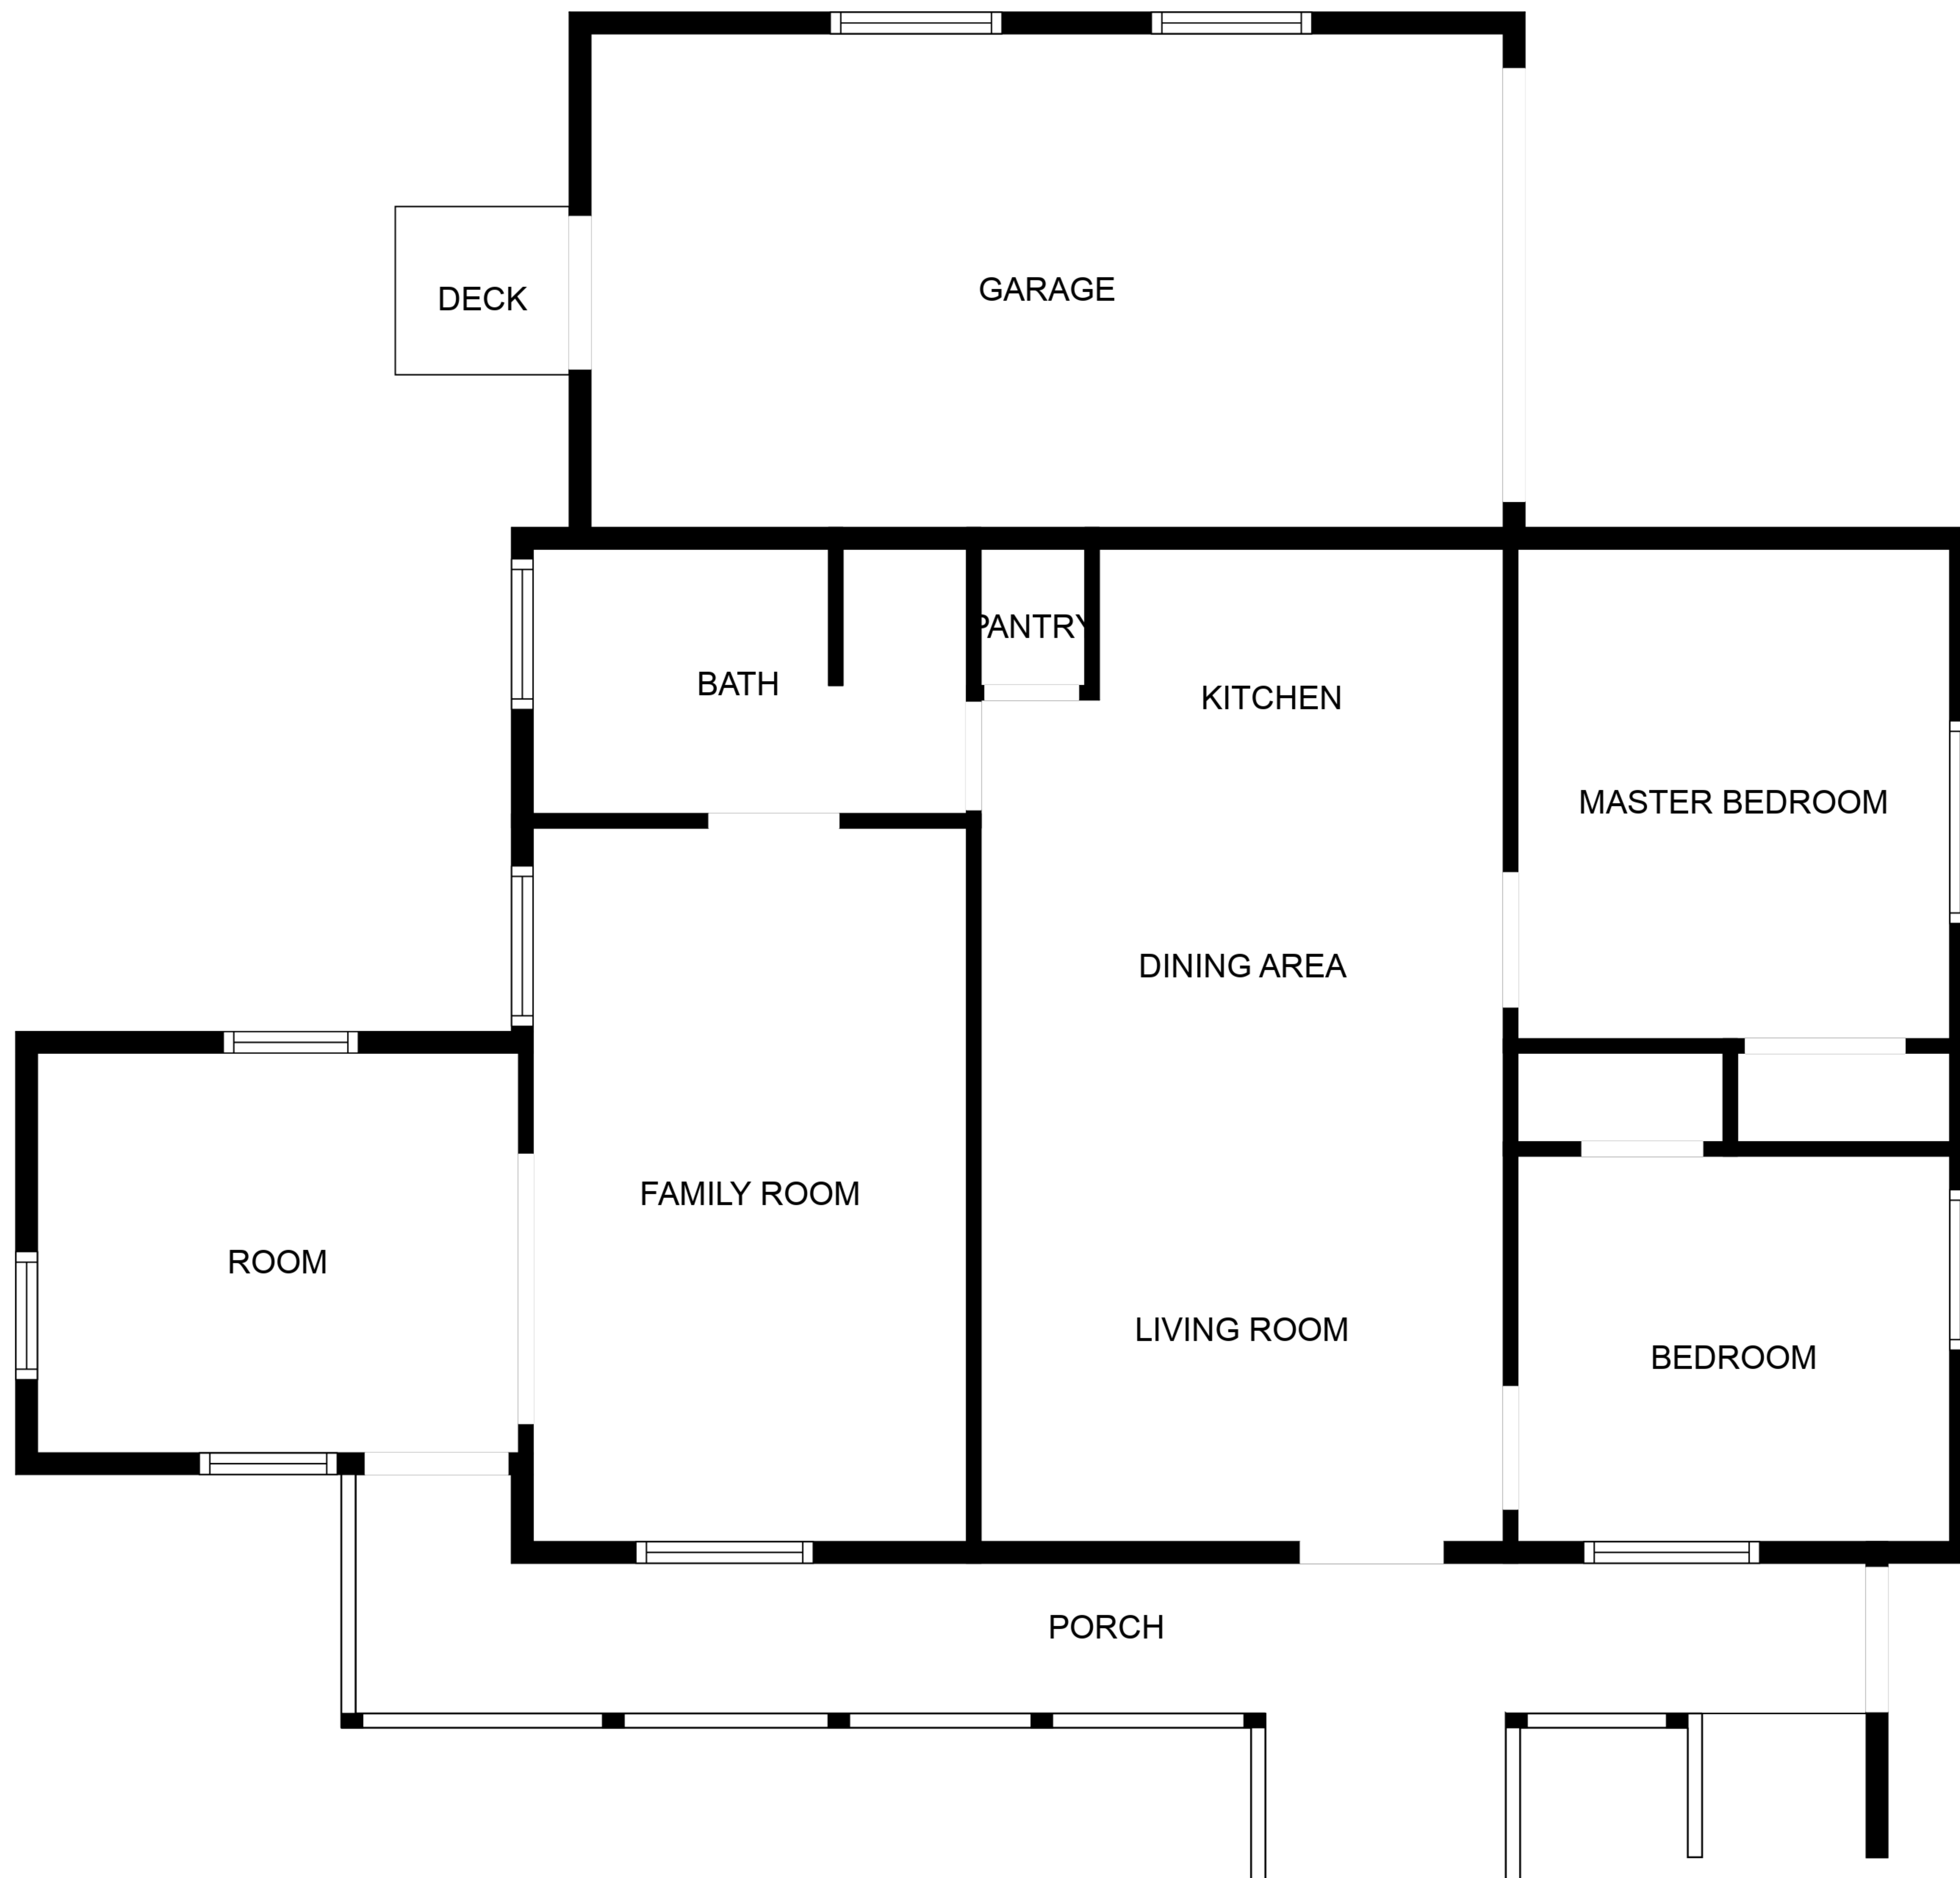 GARAGE
DECK
PANTRY
BATH
KITCHEN
MASTER BEDROOM
DINING AREA
FAMILY ROOM
ROOM
LIVING ROOM
BEDROOM
PORCH